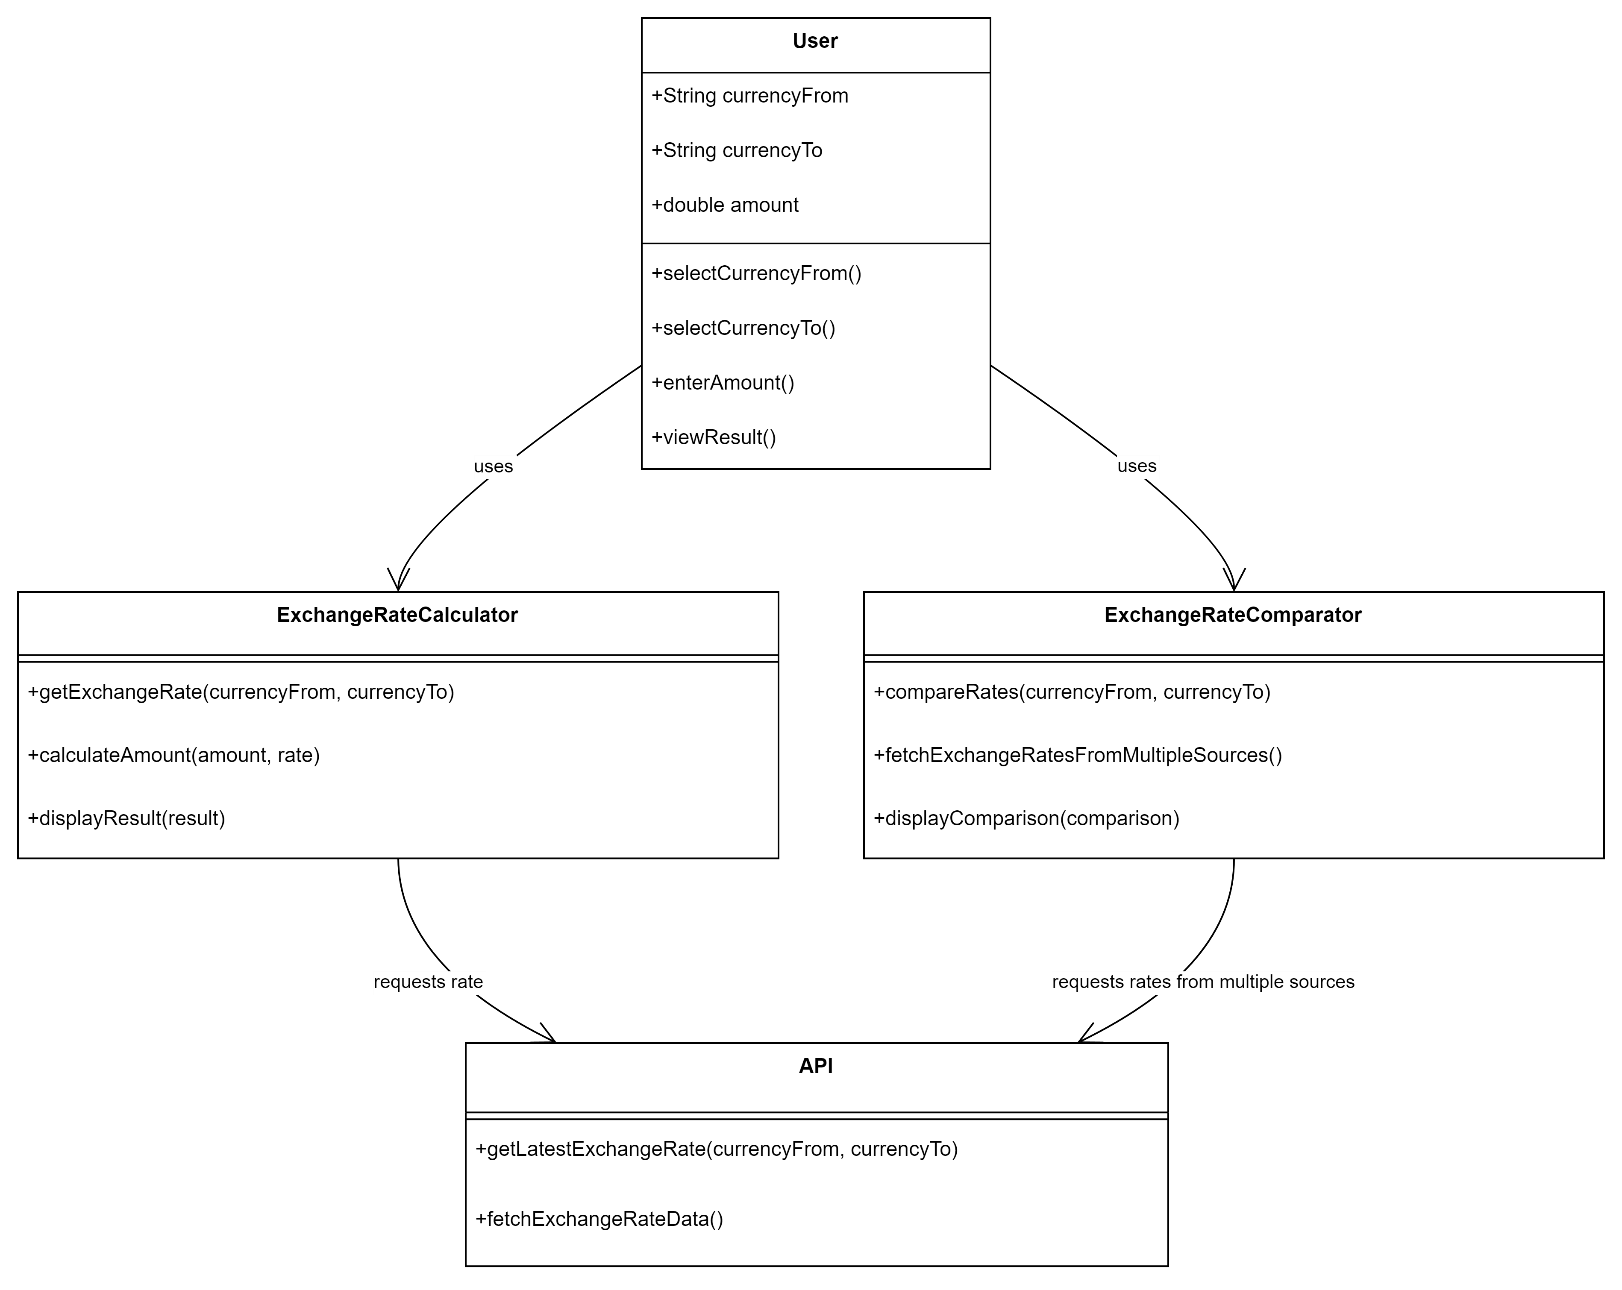 User
+String currencyFrom
+String currencyTo
+double amount
+selectCurrencyFrom()
+selectCurrencyTo()
+enterAmount()
+viewResult()
uses
uses
ExchangeRateCalculator
+getExchangeRate(currencyFrom, currencyTo)
+calculateAmount(amount, rate)
+displayResult(result)
ExchangeRateComparator
+compareRates(currencyFrom, currencyTo)
+fetchExchangeRatesFromMultipleSources()
+displayComparison(comparison)
requests rate
requests rates from multiple sources
API
+getLatestExchangeRate(currencyFrom, currencyTo)
+fetchExchangeRateData()